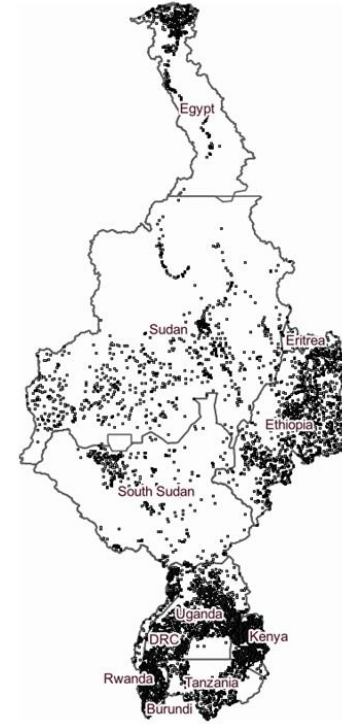 Egypt
Sudan
Eritrea
Ethiopia
South Sudan
Uganda
DRC
Kenya
Rwanda
Tanzania
Burundi